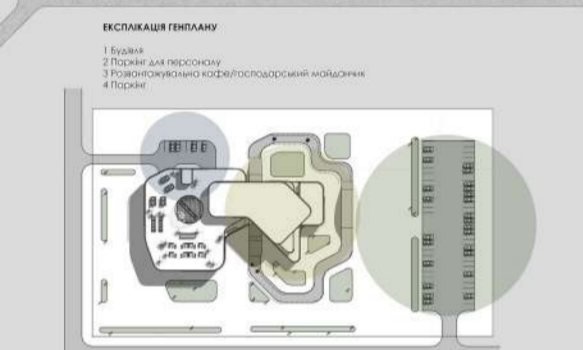 ЕКСПЛІКАЦІЯ ГЕНПЛАНУ
1 Будівля
2 Паркінг для персоналу
3 Розвантажувальна кафе/господарський майданчик
4 Паркінг